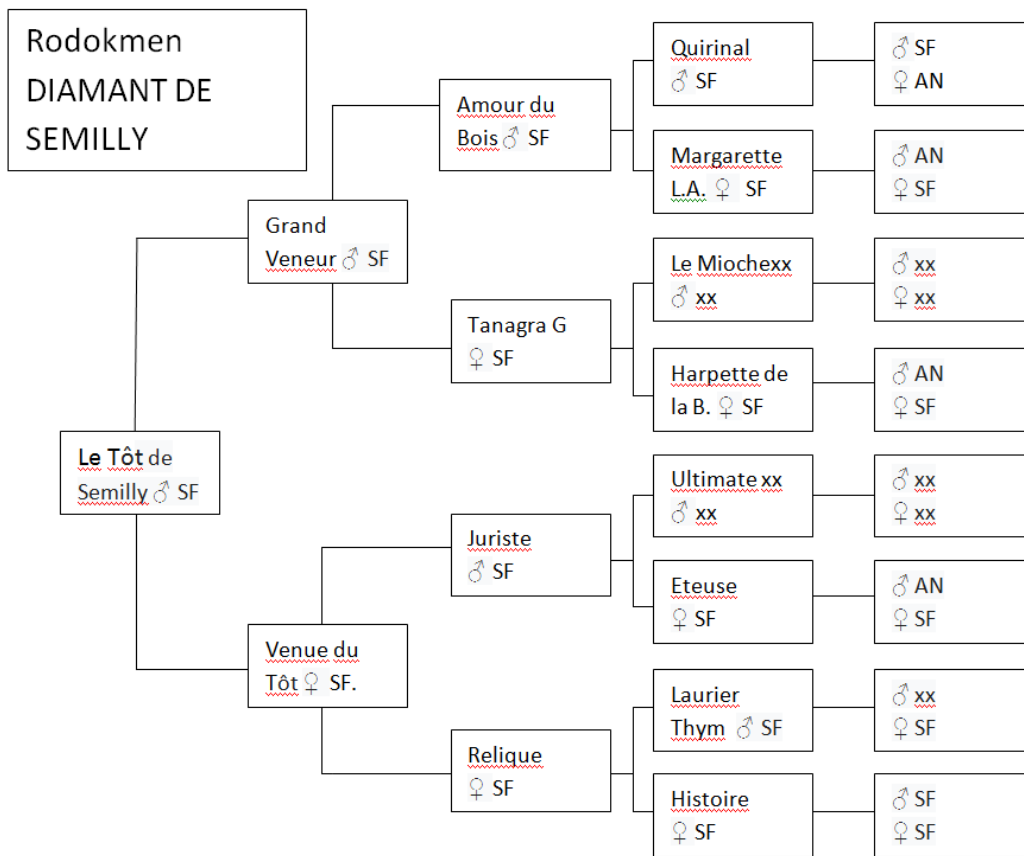 Rodokmen
DIAMANT DE
SEMILLY
Le Tôt de
Semilly ♂ SF
Grand
Veneur ♂ SF
Venue du
Tôt ♀ SF.
Amour du
Bois ♂ SF
Tanagra G
♀ SF
Juriste
♂ SF
Relique
♀ SF
Quirinal
♂ SF
Margarette
L.A. ♀ SF
Le Miochexx
♂ xx
Harpette de
la B. ♀ SF
Ultimate xx
♂ xx
Eteuse
♀ SF
Laurier
Thym ♂ SF
Histoire
♀ SF
♂ SF
♀ AN
♂ AN
♀ SF
♂ xx
♀ xx
♂ AN
♀ SF
♂ xx
♀ xx
♂ AN
♀ SF
♂ xx
♀ SF
♂ SF
♀ SF